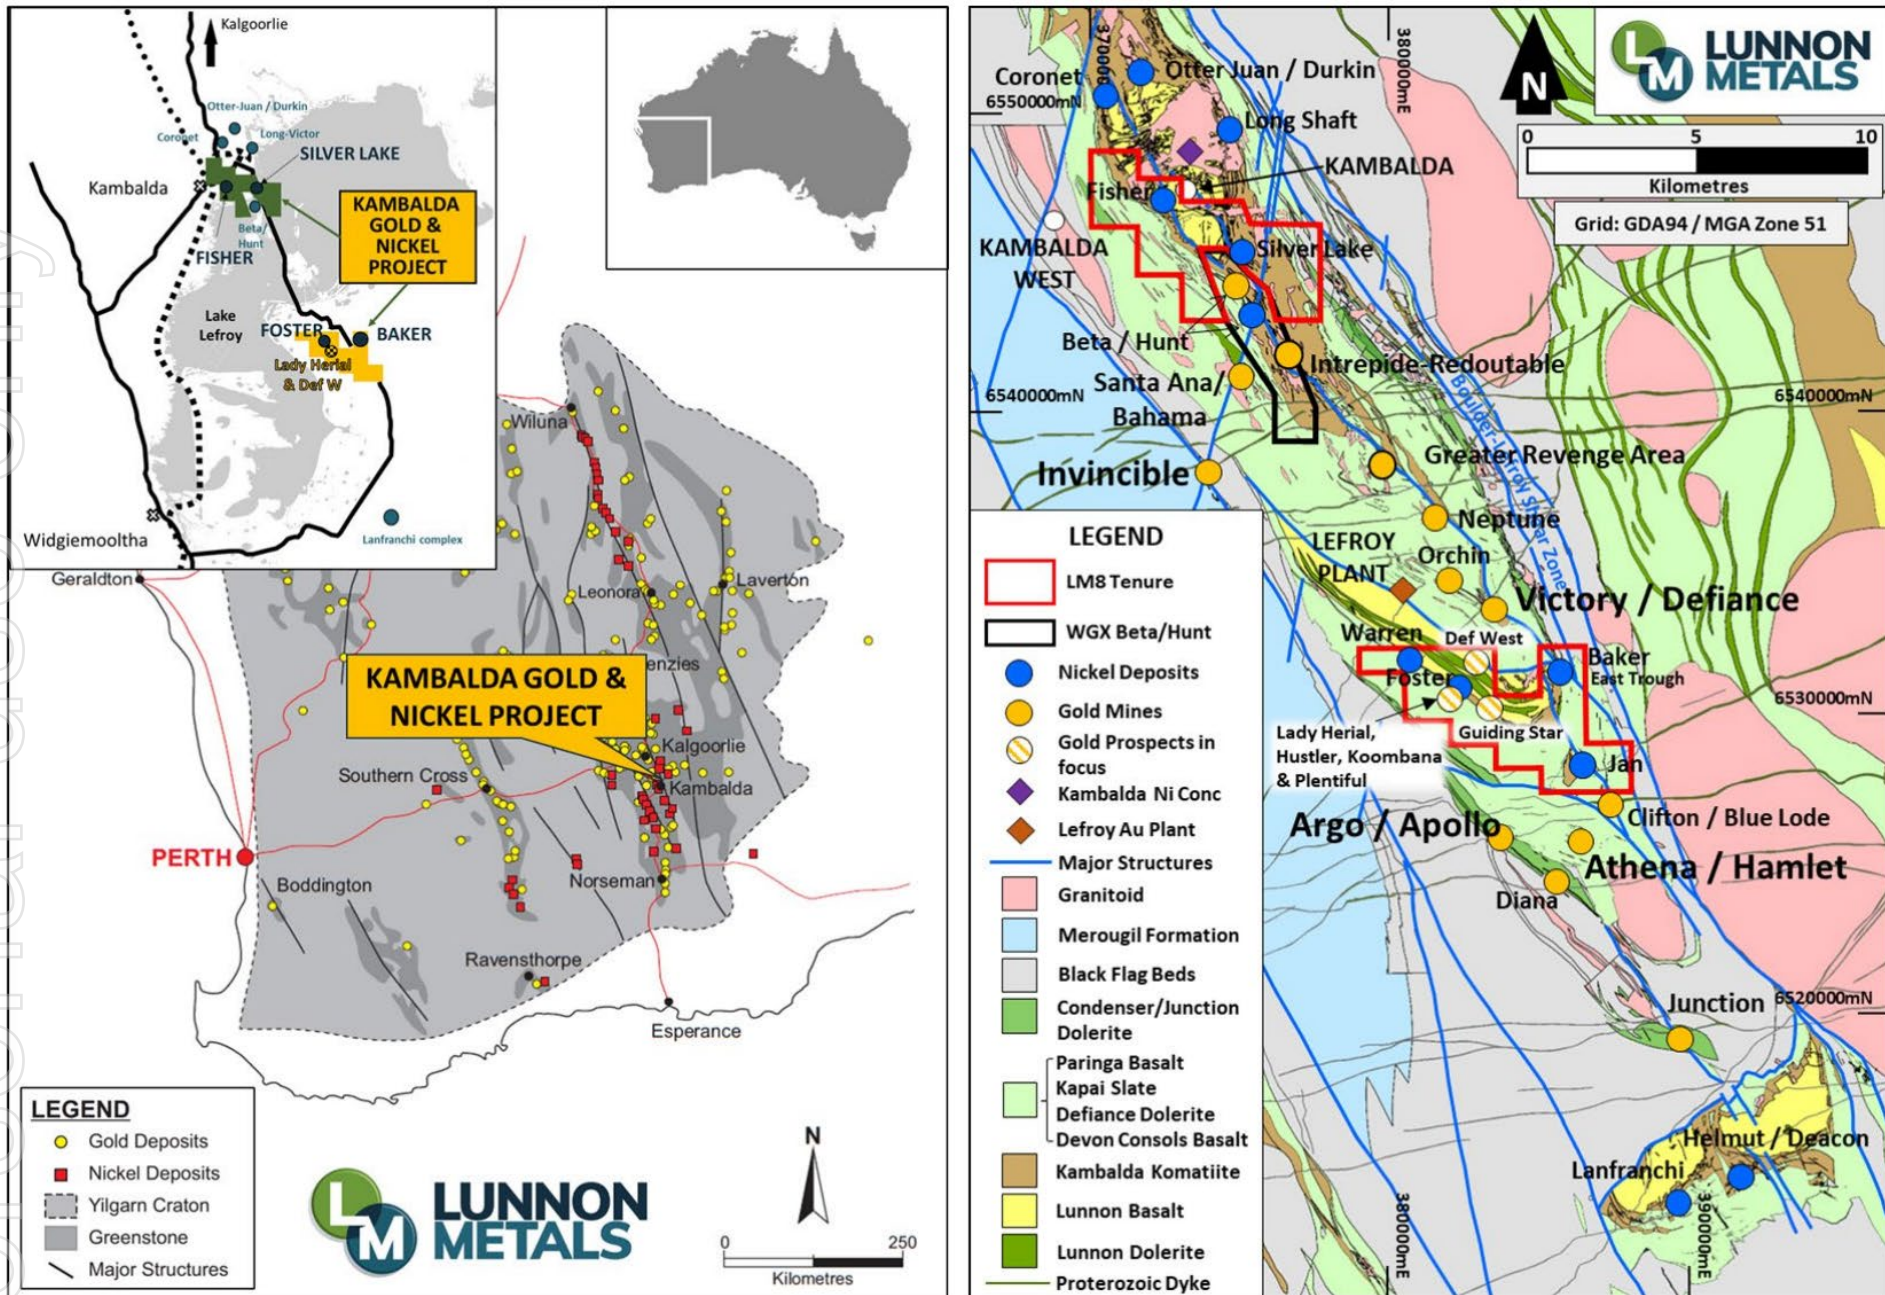 Kalgoorlie
Otter-Juan / Durkin
Coronet
Long-Victor
SILVER LAKE
Kambalda
KAMBALDA
GOLD &
NICKEL
PROJECT
Beta/
Hunt
FISHER
Lake
Lefroy
FOSTER
BAKER
Lady Herial
& Def W
Widgiemooltha
Lanfranchi complex
Wiluna
Geraldton
Leonora
Laverton
enzies
KAMBALDA GOLD &
NICKEL PROJECT
Kalgoorlie
Southern Cross
Kambalda
PERTH
Boddington
Norseman
Ravensthorpe
Esperance
LEGEND
Gold Deposits
Nickel Deposits
Yilgarn Craton
Greenstone
Major Structures
LM LUNNON
METALS
N
0 250
Kilometres
370000
380000mE
Coronet
Otter Juan / Durkin
6550000mN
Long Shaft
KAMBALDA
Fisher
KAMBALDA
WEST
Silver Lake
N
LM LUNNON
METALS
0 5 10
Kilometres
Grid: GDA94 / MGA Zone 51
Beta / Hunt
Intrepide-Redoutable
Santa Ana/
Bahama
6540000mN
6540000mN
Boulder-Lefroy Shear Zone
Invincible
Greater Revenge Area
Neptune
LEFROY
PLANT
Orchin
Victory / Defiance
Warren
Def West
Baker
East Trough
Foster
6530000mN
Lady Herial,
Hustler, Koombana
& Plentiful
Guiding Star
Jan
Clifton / Blue Lode
Argo / Apollo
Athena / Hamlet
Diana
Junction
6520000mN
Helmut / Deacon
Lanfranchi
380000mE
390000mE
LEGEND
LM8 Tenure
WGX Beta/Hunt
Nickel Deposits
Gold Mines
Gold Prospects in
focus
Kambalda Ni Conc
Lefroy Au Plant
Major Structures
Granitoid
Merougil Formation
Black Flag Beds
Condenser/Junction
Dolerite
Paringa Basalt
Kapai Slate
Defiance Dolerite
Devon Consols Basalt
Kambalda Komatiite
Lunnon Basalt
Lunnon Dolerite
Proterozoic Dyke